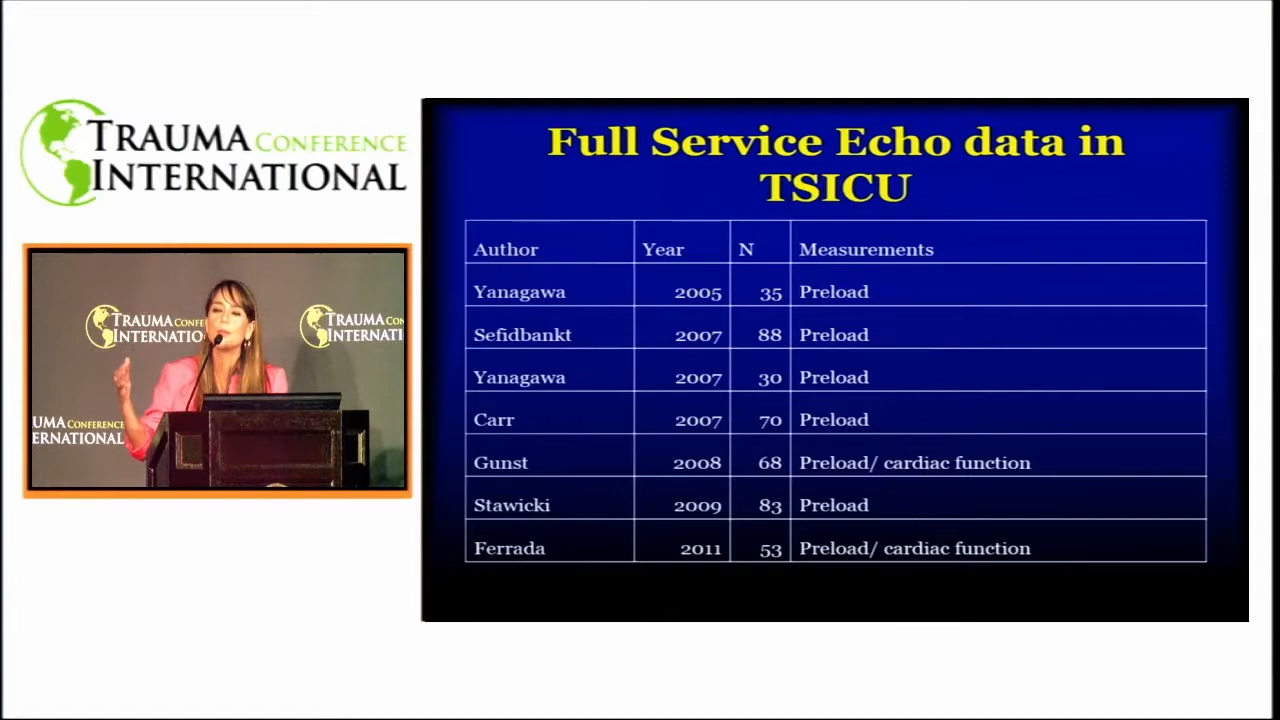 TRAUMA CONFERENCE
INTERNATIONAL
Full Service Echo data in
TSICU
Author Year N Measurements
Yanagawa 2005 35 Preload
Sefidbankt 2007 88 Preload
Yanagawa 2007 30 Preload
Carr 2007 70 Preload
Gunst 2008 68 Preload/ cardiac function
Stawicki 2009 83 Preload
Ferrada 2011 53 Preload/ cardiac function
TRAUMA CONFE
INTERNATIO
TRAUMA CON
INTERNATI
UMA CONFERENCE
ERNATIONAL